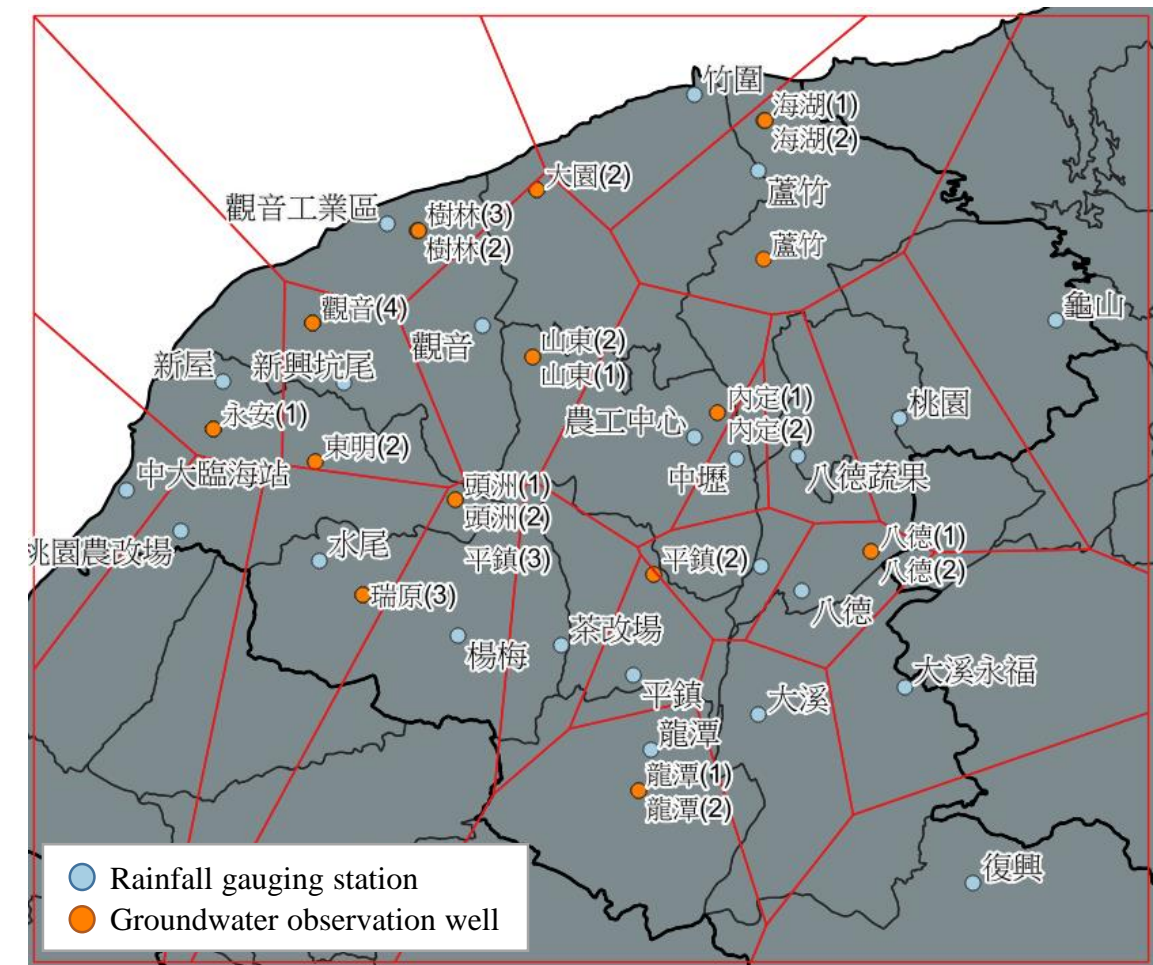 竹圍
海湖(1)
海湖(2)
大園(2)
蘆竹
觀音工業區
樹林(3)
樹林(2)
蘆竹
龜山
觀音(4)
觀音
山東(2)
山東(1)
新屋
新興坑尾
內定(1)
內定(2)
桃園
農工中心
永安(1)
東明(2)
中壢
八德蔬果
中大臨海站
頭洲(1)
頭洲(2)
八德(1)
八德(2)
桃園農改場
水尾
平鎮(3)
平鎮(2)
瑞原(3)
八德
茶改場
楊梅
大溪永福
平鎮
大溪
龍潭
龍潭(1)
龍潭(2)
復興
Rainfall gauging station
Groundwater observation well